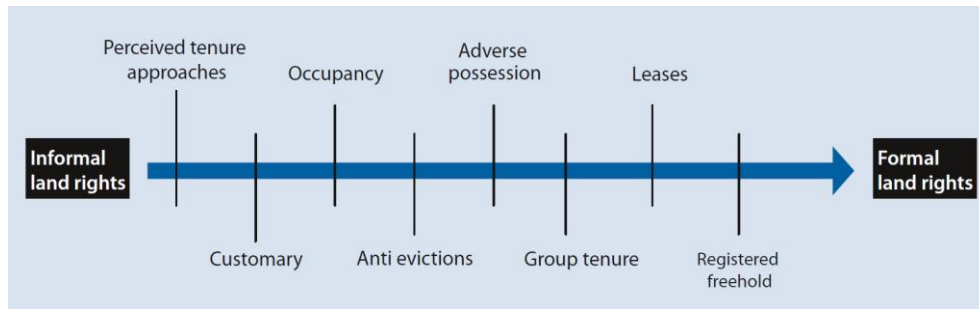 Perceived tenure
approaches
Occupancy
Adverse
possession
Leases
Informal
land rights
Formal
land rights
Customary
Anti evictions
Group tenure
Registered
freehold